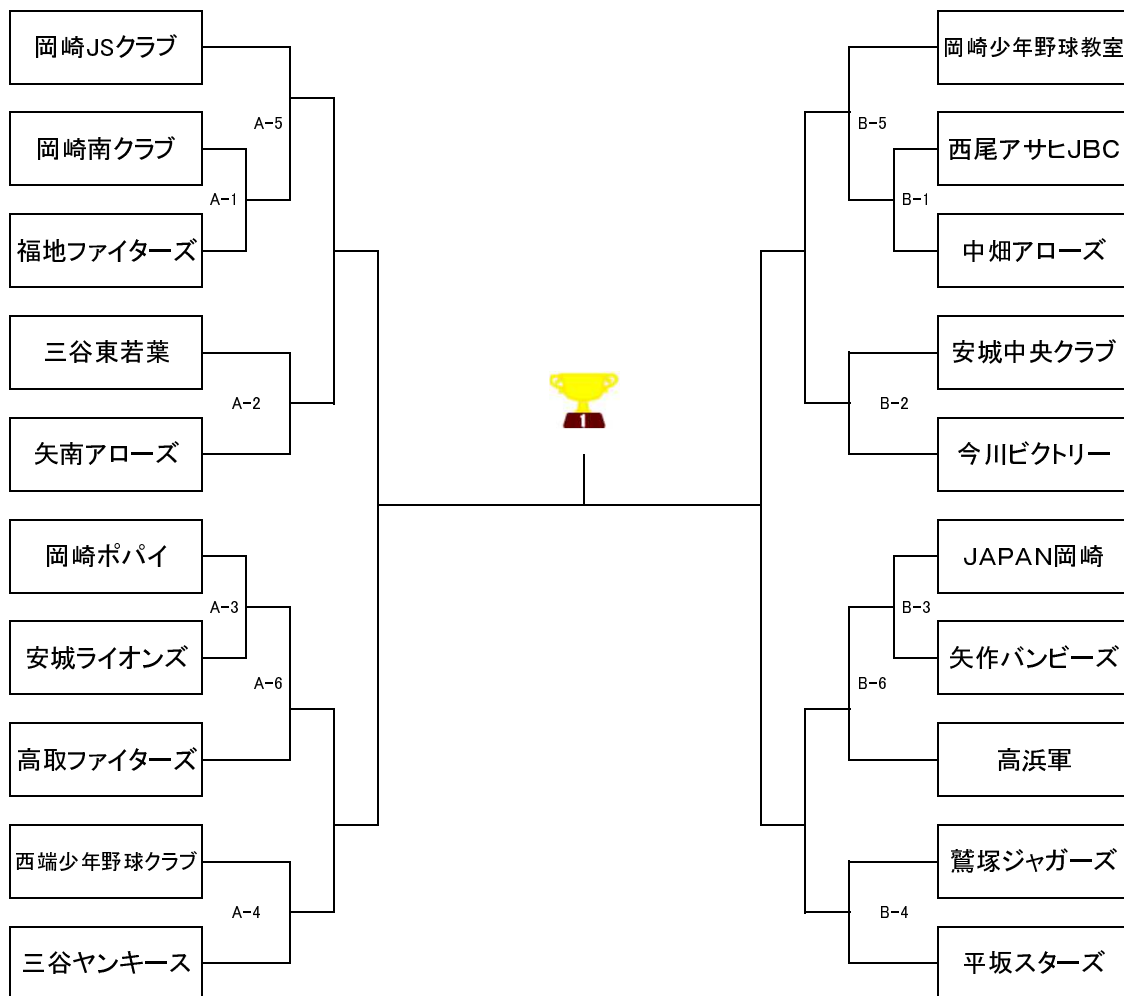 岡崎JSクラブ
A-5
岡崎南クラブ
A-1
福地ファイターズ
三谷東若葉
A-2
矢南アローズ
岡崎ポパイ
A-3
安城ライオンズ
A-6
高取ファイターズ
西端少年野球クラブ
A-4
三谷ヤンキース
1
岡崎少年野球教室
B-5
西尾アサヒJBC
B-1
中畑アローズ
安城中央クラブ
B-2
今川ビクトリー
JAPAN岡崎
B-3
矢作バンビーズ
B-6
高浜軍
鷲塚ジャガーズ
B-4
平坂スターズ